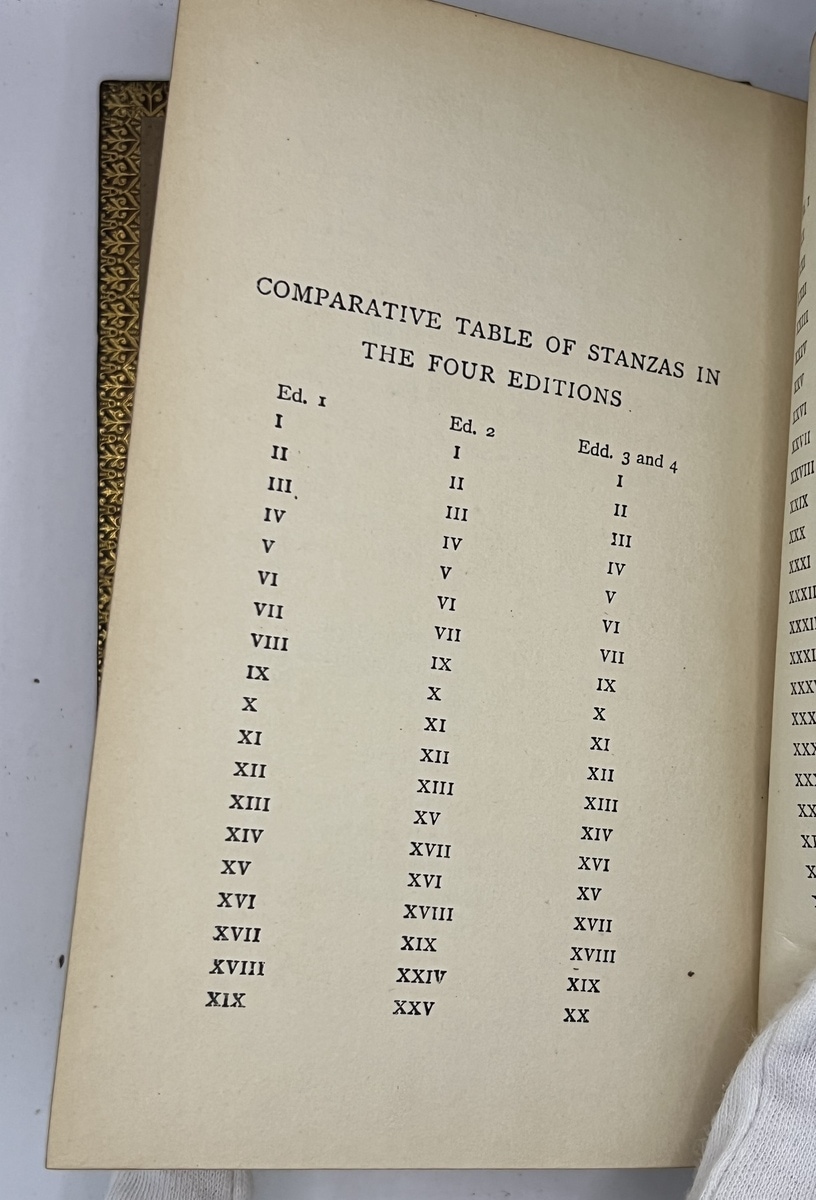 COMPARATIVE TABLE OF STANZAS IN
THE FOUR EDITIONS
Ed. 1 Ed. 2 Edd. 3 and 4
I I I
II II II
III III III
IV IV IV
V V V
VI VI VI
VII VII VII
VIII IX IX
IX X X
X XI XI
XI XII XII
XII XIII XIII
XIII XV XIV
XIV XVII XVI
XV XVI XV
XVI XVIII XVII
XVII XIX XVIII
XVIII XXIV XIX
XIX XXV XX